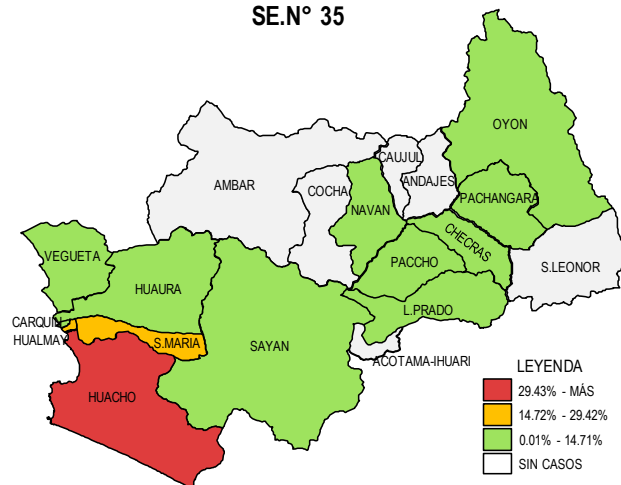 SE.N° 35
OYON
CAUJUL
ANDAJES
AMBAR
COCHA
PACHANGARA
NAVAN
CHECRAS
VEGUETA
PACCHO
S.LEONOR
HUAURA
L.PRADO
CARQUIN
HUALMAY
S.MARIA
SAYAN
ACOTAMA-IHUARI
HUACHO
LEYENDA
29.43% - MÁS
14.72% - 29.42%
0.01% - 14.71%
SIN CASOS